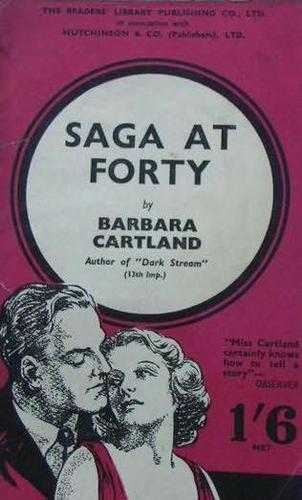 THE READERS' LIBRARY PUBLISHING CO., LTD.
in association with
HUTCHINSON & CO. (Publishers), LTD.
SAGA AT
FORTY
by
BARBARA
CARTLAND
Author of "Dark Stream"
(13th Imp.)
"Miss Cartland
certainly knows
how to tell a
story"—
OBSERVER
1'6
NET